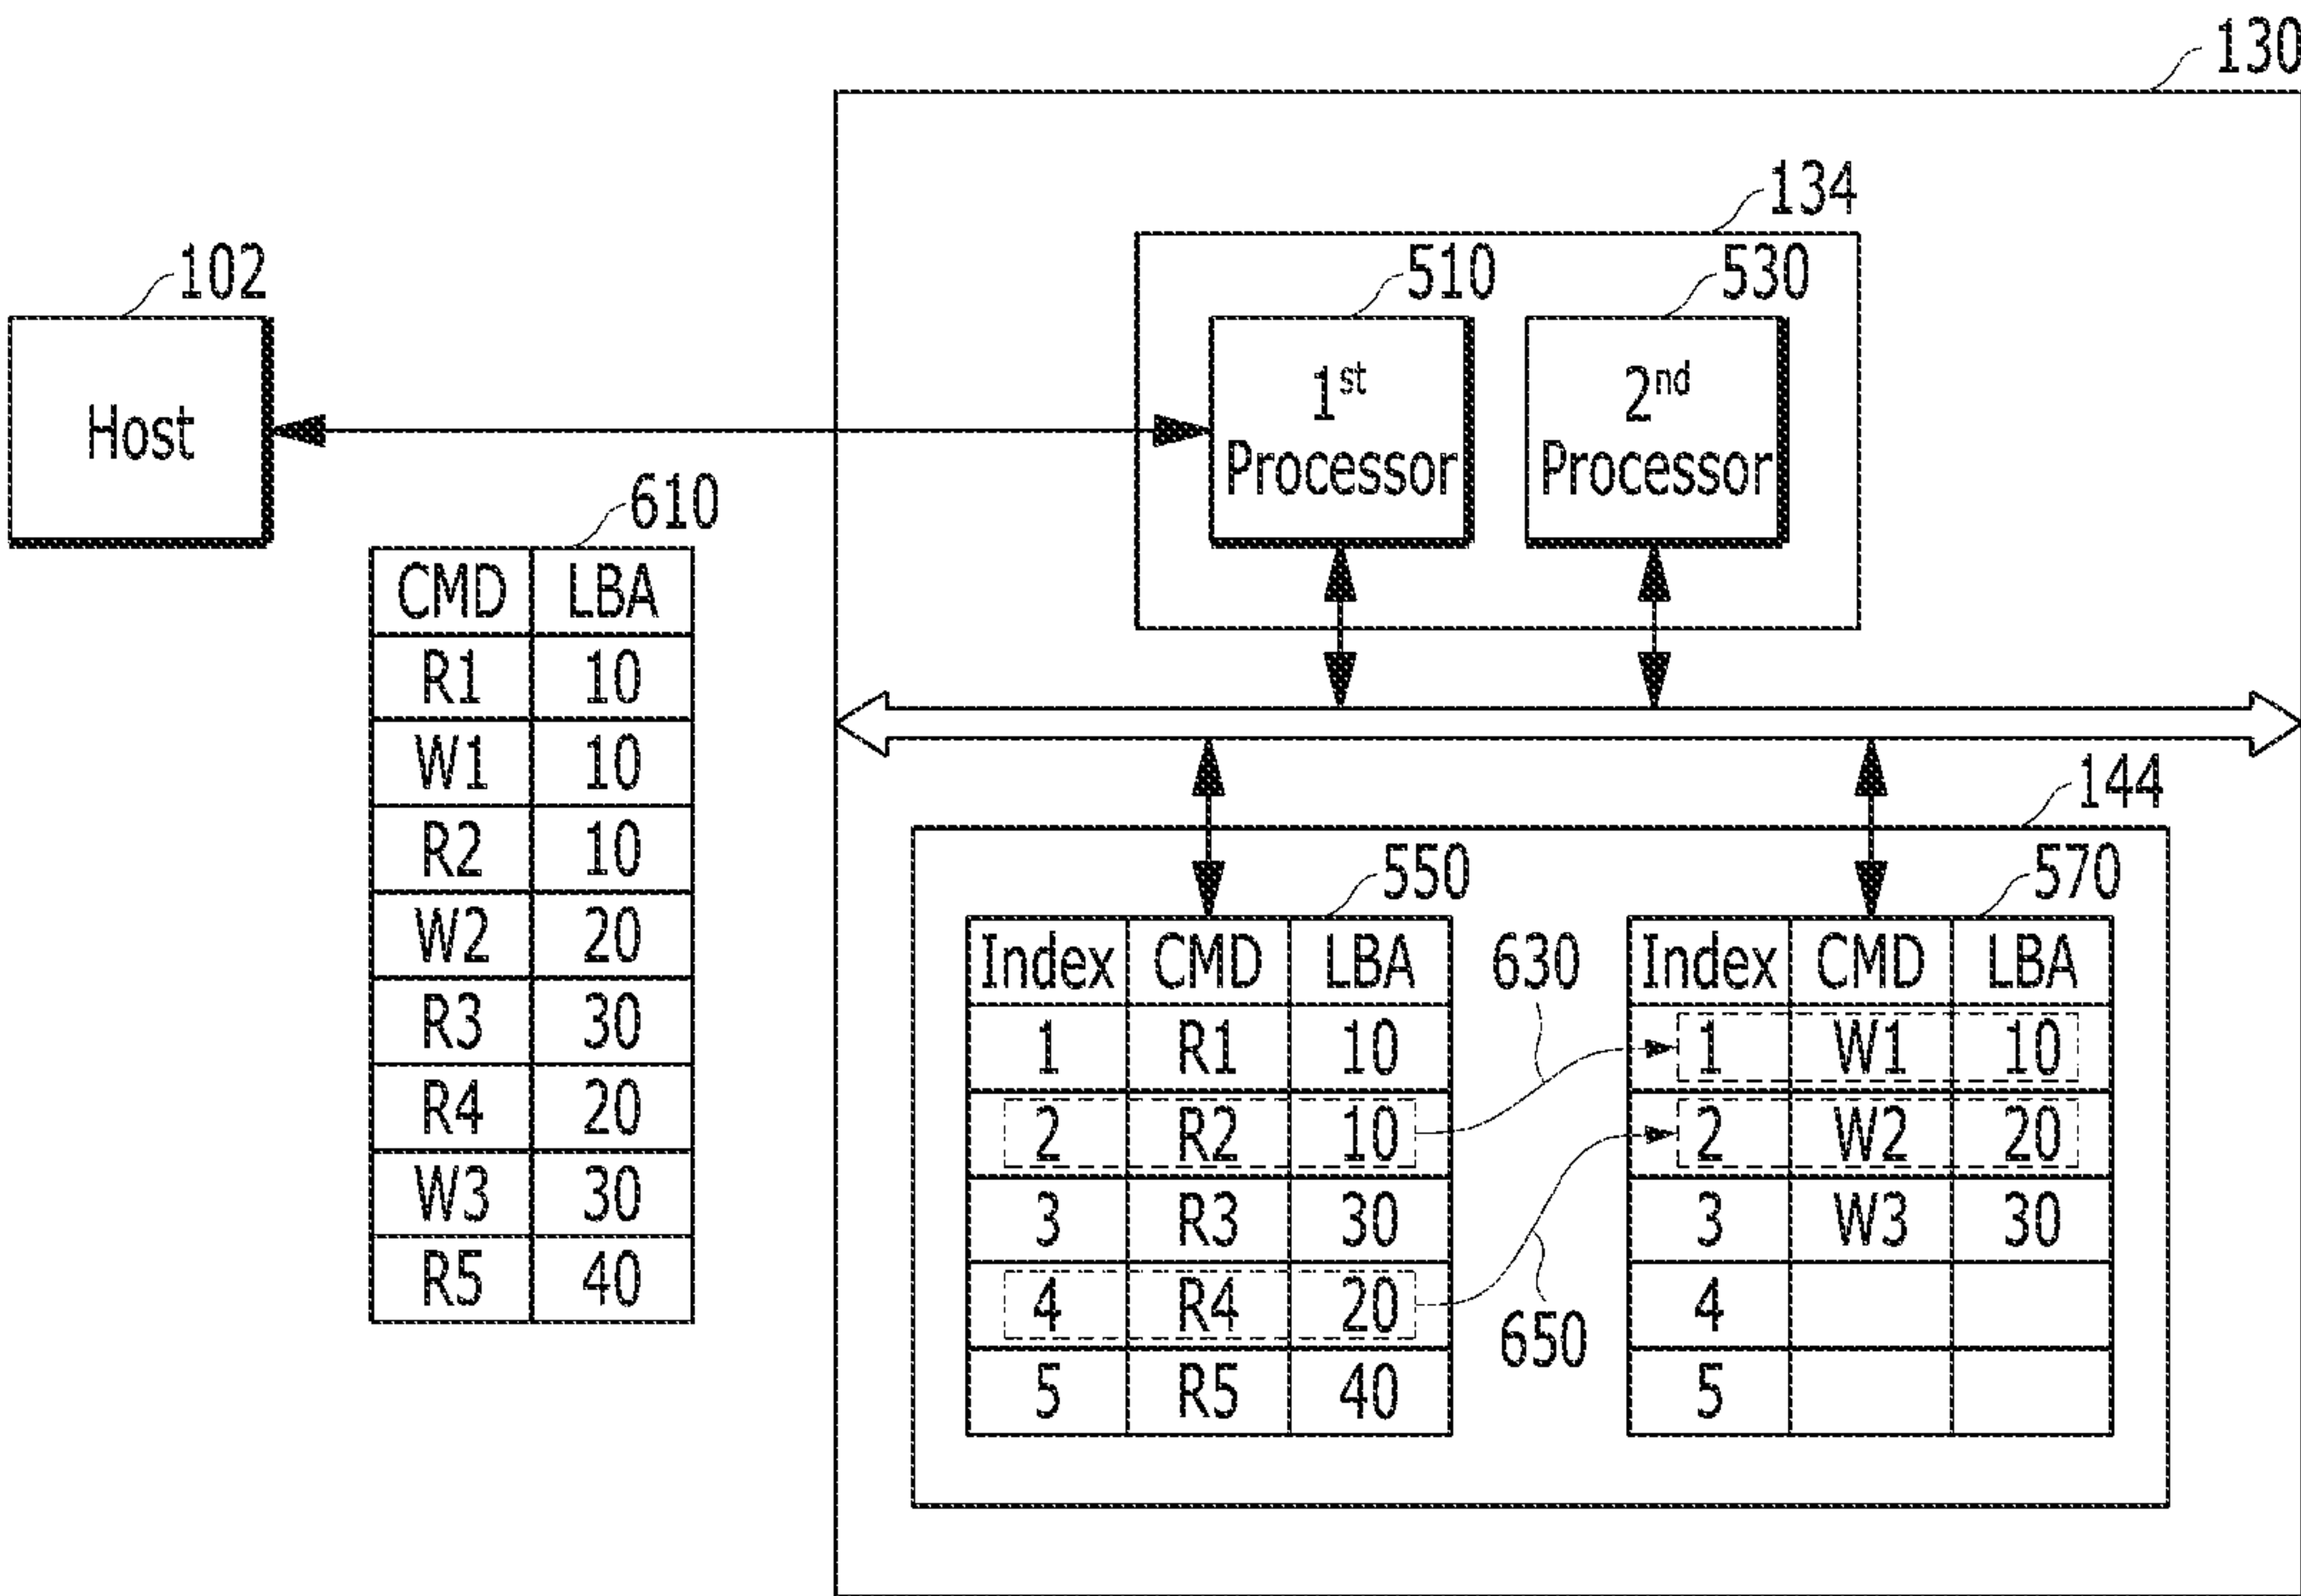 130
134
102
510
530
Host
1st
Processor
2nd
Processor
610
CMD LBA
R1 10
W1 10
R2 10
W2 20
R3 30
R4 20
W3 30
R5 40
144
550
570
Index CMD LBA
1 R1 10
2 R2 10
3 R3 30
4 R4 20
5 R5 40
630
650
Index CMD LBA
1 W1 10
2 W2 20
3 W3 30
4
5